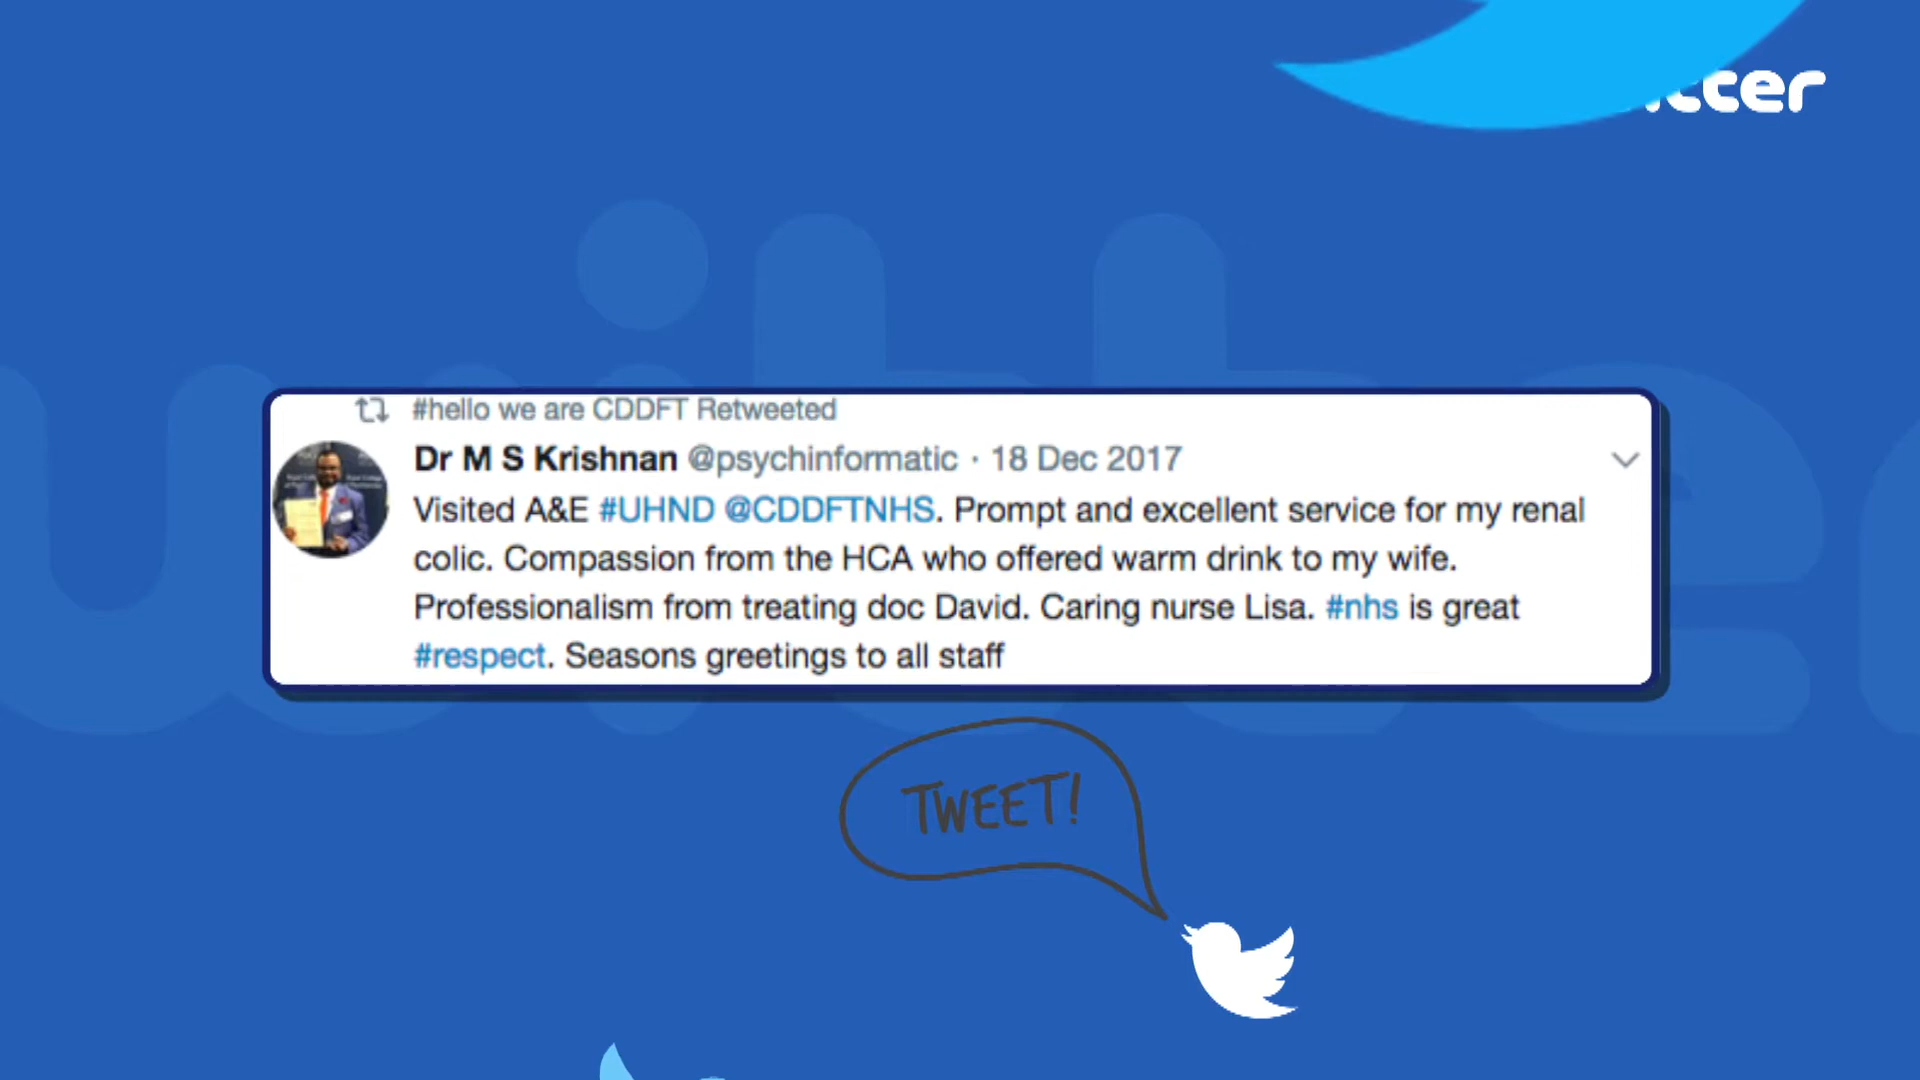 #hello we are CDDFT Retweeted
Dr M S Krishnan @psychinformatic · 18 Dec 2017
Visited A&E #UHND @CDDFTNHS. Prompt and excellent service for my renal
colic. Compassion from the HCA who offered warm drink to my wife.
Professionalism from treating doc David. Caring nurse Lisa. #nhs is great
#respect. Seasons greetings to all staff
TWEET!